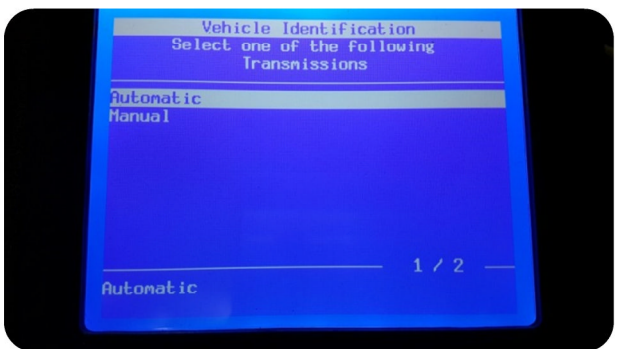 Vehicle Identification
Select one of the following
Transmissions
Automatic
Manual
1 / 2
Automatic